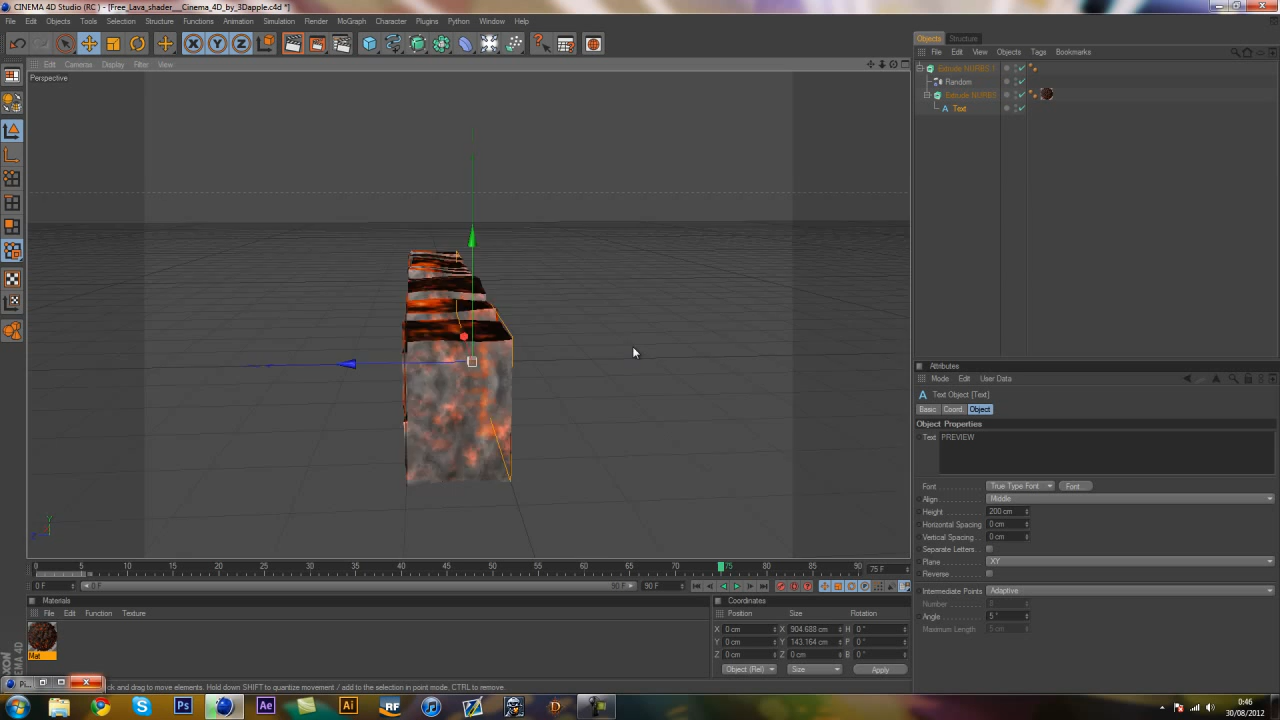 CINEMA 4D Studio (RC) - [Free_Lava_shader__Cinema_4D_by_3Dapple.c4d *]
File Edit Objects Tools Selection Structure Functions Animation Simulation Render MoGraph Character Plugins Python Window Help
Edit Cameras Display Filter View
Perspective
0 5 10 15 20 25 30 35 40 45 50 55 60 65 70 75 80 85 90
75 F
0 F
0 F
90 F
90 F
Materials
File Edit Function Texture
Mat
Coordinates
Position Size Rotation
X 0 cm X 904.688 cm H 0 °
Y 0 cm Y 143.164 cm P 0 °
Z 0 cm Z 0 cm B 0 °
Object (Rel) Size Apply
ck and drag to move elements. Hold down SHIFT to quantize movement / add to the selection in point mode, CTRL to remove.
Objects Structure
File Edit View Objects Tags Bookmarks
Extrude NURBS 1
Random
Extrude NURBS
A Text
Attributes
Mode Edit User Data
A Text Object [Text]
Basic Coord. Object
Object Properties
Text PREVIEW
Font True Type Font Font...
Align Middle
Height 200 cm
Horizontal Spacing 0 cm
Vertical Spacing 0 cm
Separate Letters
Plane XY
Reverse
Intermediate Points Adaptive
Number 8
Angle 5 °
Maximum Length 5 cm
Ps Ae Ai RF
0:46
30/08/2012